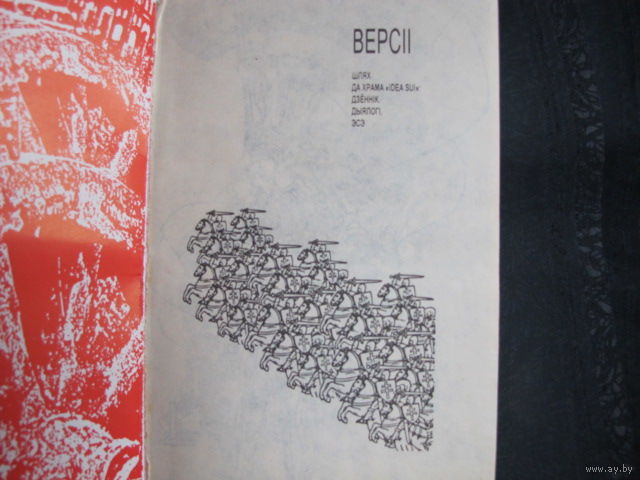 ВЕРСІІ
ШЛЯХ
ДА ХРАМА «IDEA SUI»
ДЗЁННІК.
ДЫЯЛОГІ.
ЭСЭ
www.ay.by